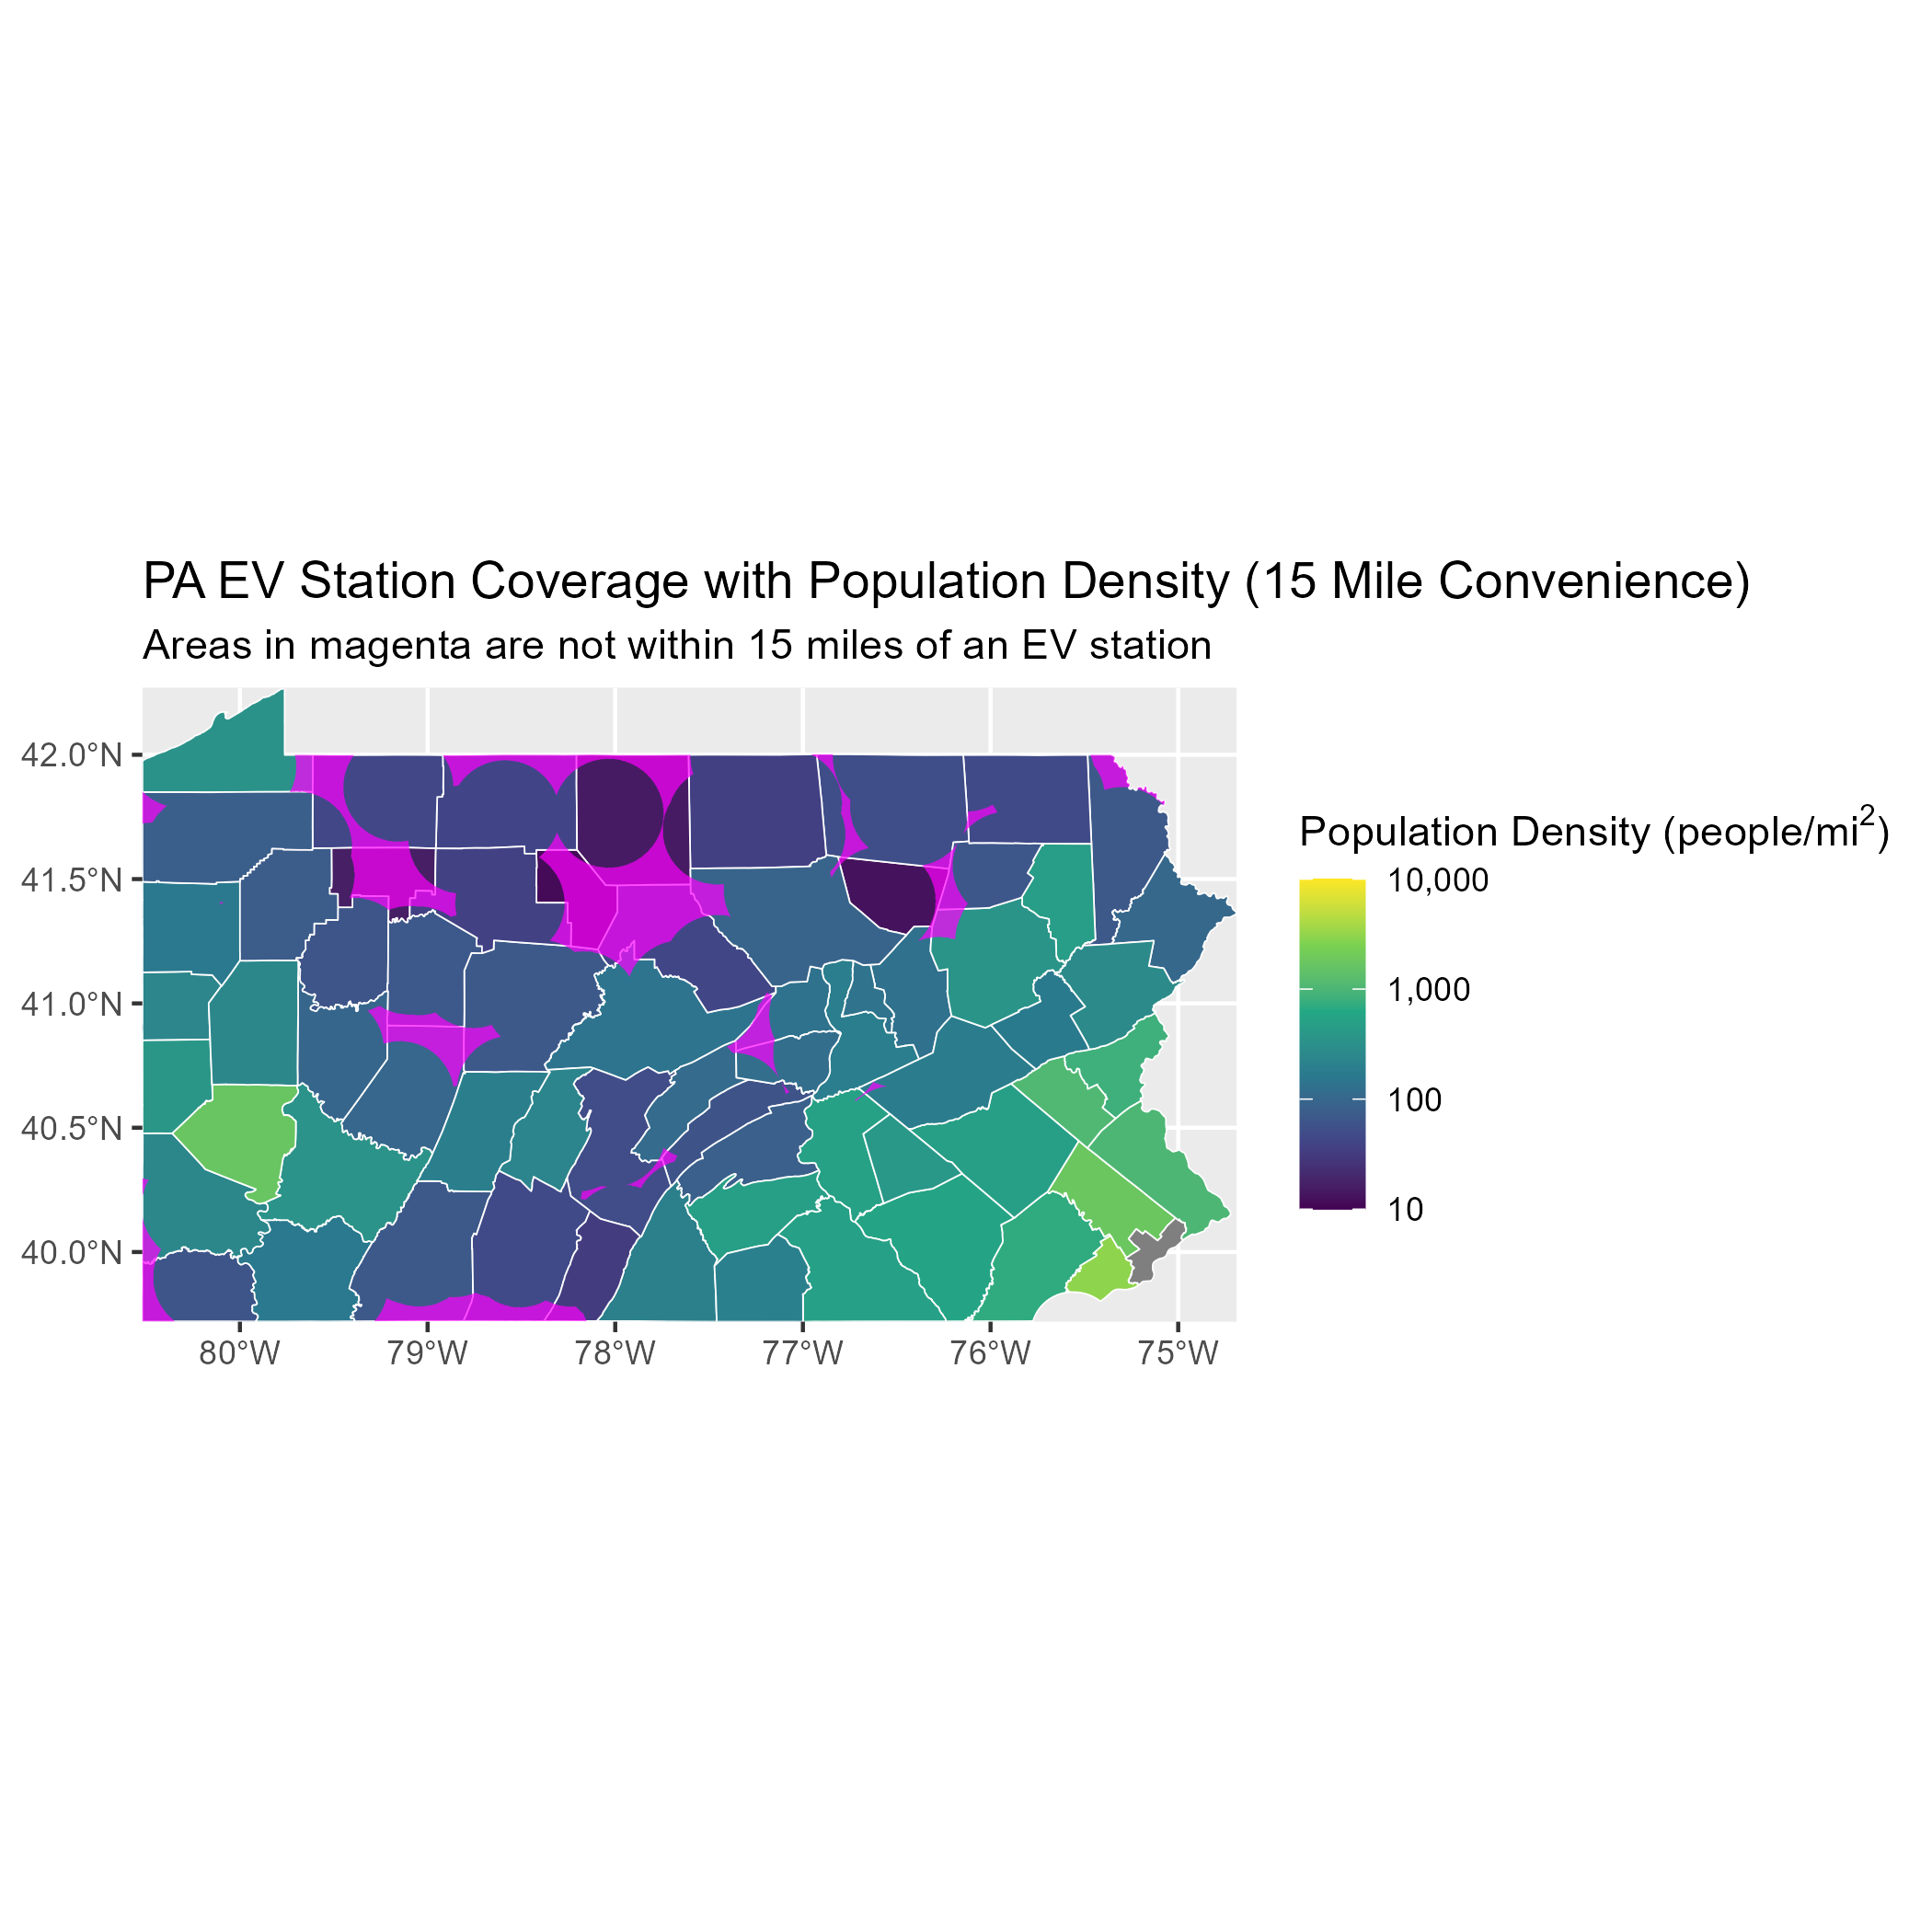 PA EV Station Coverage with Population Density (15 Mile Convenience)
Areas in magenta are not within 15 miles of an EV station
42.0°N
41.5°N
41.0°N
40.5°N
40.0°N
80°W 79°W 78°W 77°W 76°W 75°W
Population Density (people/mi²)
10,000
1,000
100
10